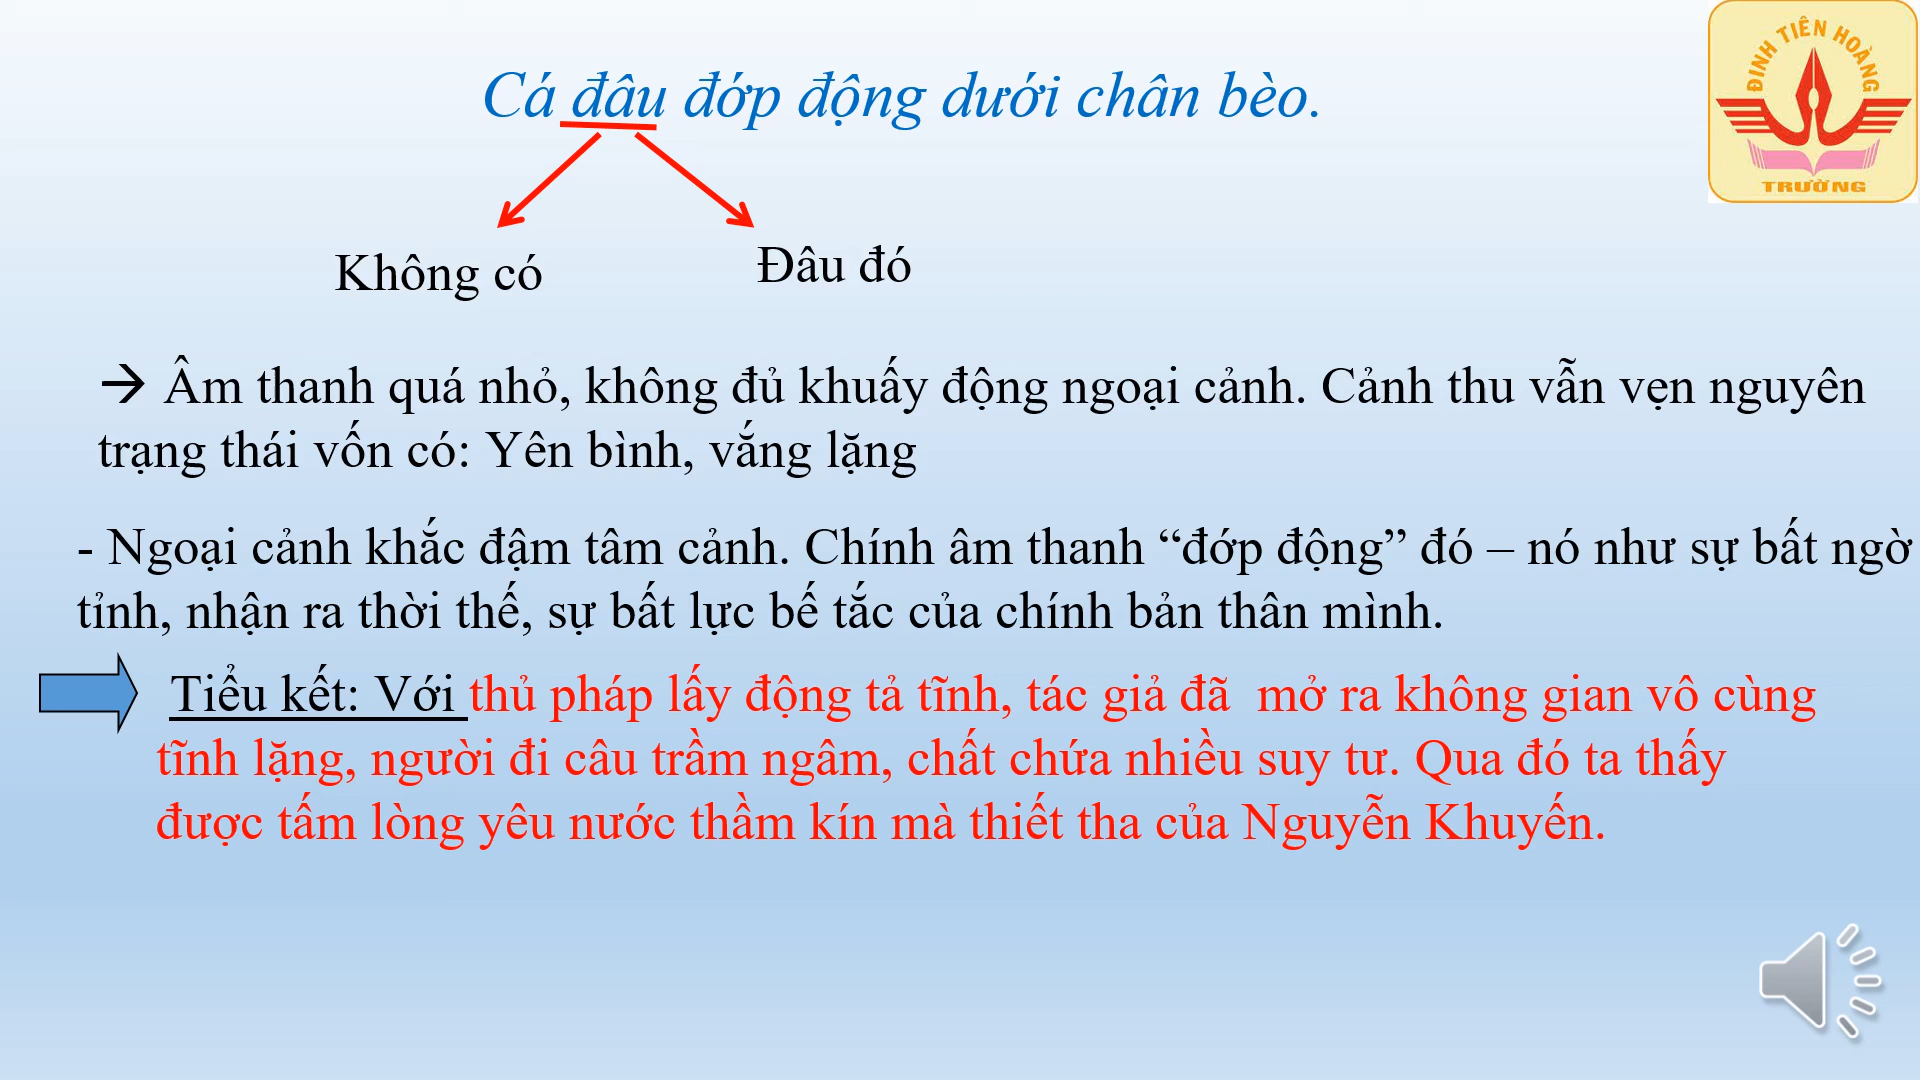 Cá đâu đớp động dưới chân bèo.
ĐINH TIÊN HOÀNG
TRƯỜNG
Không có
Đâu đó
→ Âm thanh quá nhỏ, không đủ khuấy động ngoại cảnh. Cảnh thu vẫn vẹn nguyên
trạng thái vốn có: Yên bình, vắng lặng
- Ngoại cảnh khắc đậm tâm cảnh. Chính âm thanh “đớp động” đó – nó như sự bất ngờ
tỉnh, nhận ra thời thế, sự bất lực bế tắc của chính bản thân mình.
Tiểu kết: Với thủ pháp lấy động tả tĩnh, tác giả đã mở ra không gian vô cùng
tĩnh lặng, người đi câu trầm ngâm, chất chứa nhiều suy tư. Qua đó ta thấy
được tấm lòng yêu nước thầm kín mà thiết tha của Nguyễn Khuyến.